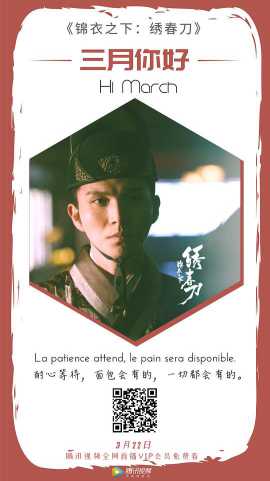 《锦衣之下：绣春刀》
三月你好
Hi March
绣春刀
La patience attend, le pain sera disponible.
耐心等待，面包会有的，一切都会有的。
3月22日
腾讯视频全网首播VIP会员免费看
腾讯视频